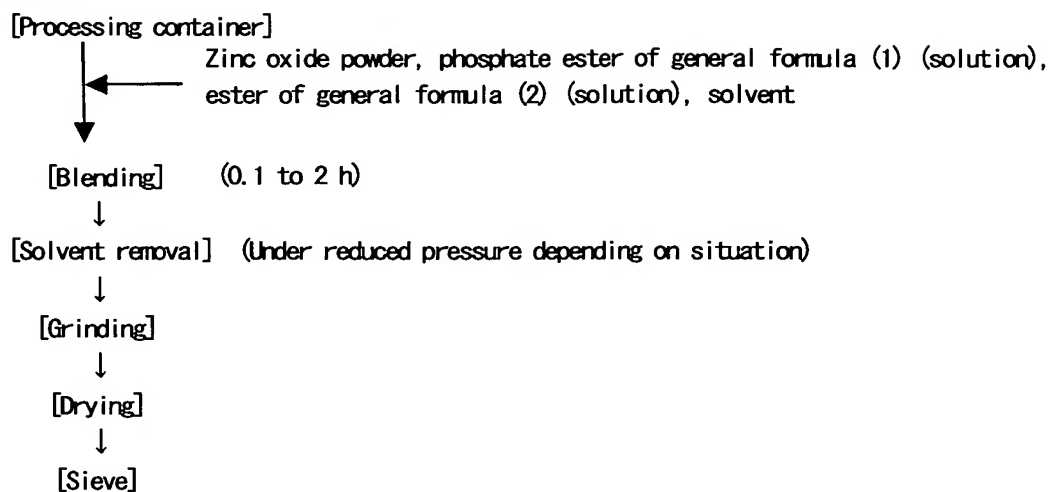 [Processing container]
Zinc oxide powder, phosphate ester of general formula (1) (solution),
ester of general formula (2) (solution), solvent
[Blending] (0.1 to 2 h)
↓
[Solvent removal] (Under reduced pressure depending on situation)
↓
[Grinding]
↓
[Drying]
↓
[Sieve]